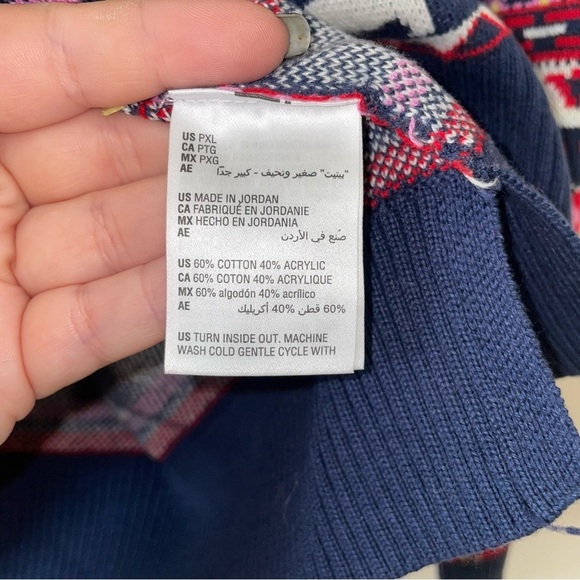 US PXL
CA PTG
MX PXG
AE "بيتيت" صغير ونحيف - كبير جدًا
US MADE IN JORDAN
CA FABRIQUÉ EN JORDANIE
MX HECHO EN JORDANIA
AE صُنع في الأردن
US 60% COTTON 40% ACRYLIC
CA 60% COTON 40% ACRYLIQUE
MX 60% algodón 40% acrílico
AE 60% قطن 40% أكريليك
US TURN INSIDE OUT. MACHINE
WASH COLD GENTLE CYCLE WITH